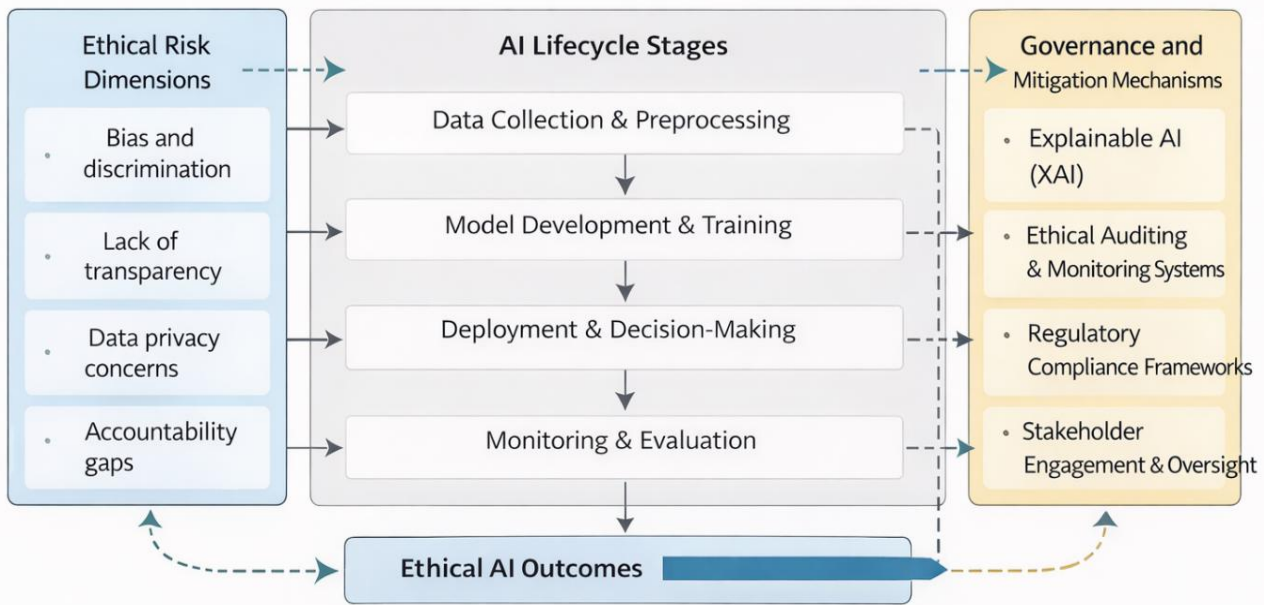 Ethical Risk
Dimensions
• Bias and
discrimination
• Lack of
transparency
• Data privacy
concerns
• Accountability
gaps
AI Lifecycle Stages
Data Collection & Preprocessing
Model Development & Training
Deployment & Decision-Making
Monitoring & Evaluation
Governance and
Mitigation Mechanisms
• Explainable AI
(XAI)
• Ethical Auditing
& Monitoring Systems
• Regulatory
Compliance Frameworks
• Stakeholder
Engagement & Oversight
Ethical AI Outcomes